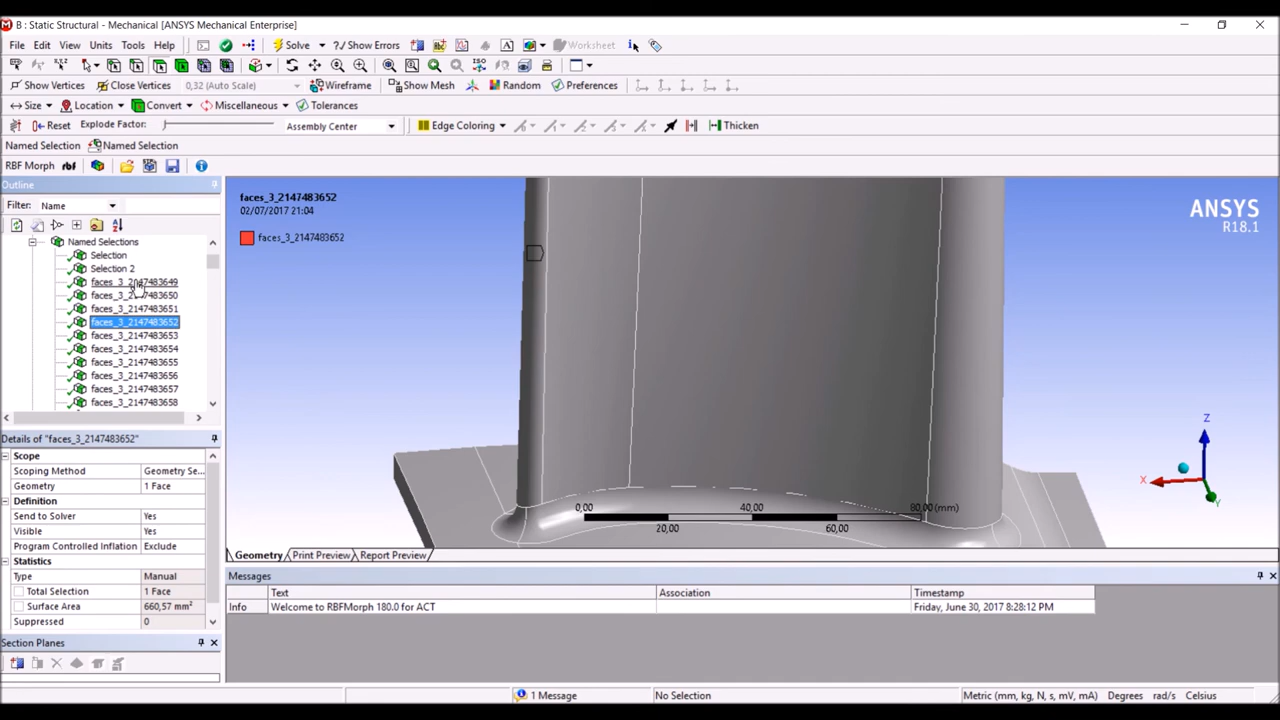 B : Static Structural - Mechanical [ANSYS Mechanical Enterprise]
File Edit View Units Tools Help Solve ?/ Show Errors Worksheet
Show Vertices Close Vertices 0,32 (Auto Scale) Wireframe Show Mesh Random Preferences
Size Location Convert Miscellaneous Tolerances
Reset Explode Factor: Assembly Center Edge Coloring Thicken
Named Selection Named Selection
RBF Morph rbf
Outline
Filter: Name
Named Selections
Selection
Selection 2
faces_3_2147483649
faces_3_2147483650
faces_3_2147483651
faces_3_2147483652
faces_3_2147483653
faces_3_2147483654
faces_3_2147483655
faces_3_2147483656
faces_3_2147483657
faces_3_2147483658
Details of "faces_3_2147483652"
Scope
Scoping Method Geometry Se...
Geometry 1 Face
Definition
Send to Solver Yes
Visible Yes
Program Controlled Inflation Exclude
Statistics
Type Manual
Total Selection 1 Face
Surface Area 660,57 mm²
Suppressed 0
Section Planes
faces_3_2147483652
02/07/2017 21:04
faces_3_2147483652
ANSYS
R18.1
Z
X
Y
0,00 40,00 80,00 (mm)
20,00 60,00
Geometry Print Preview Report Preview
Messages
Text Association Timestamp
Info Welcome to RBFMorph 180.0 for ACT Friday, June 30, 2017 8:28:12 PM
1 Message No Selection Metric (mm, kg, N, s, mV, mA) Degrees rad/s Celsius